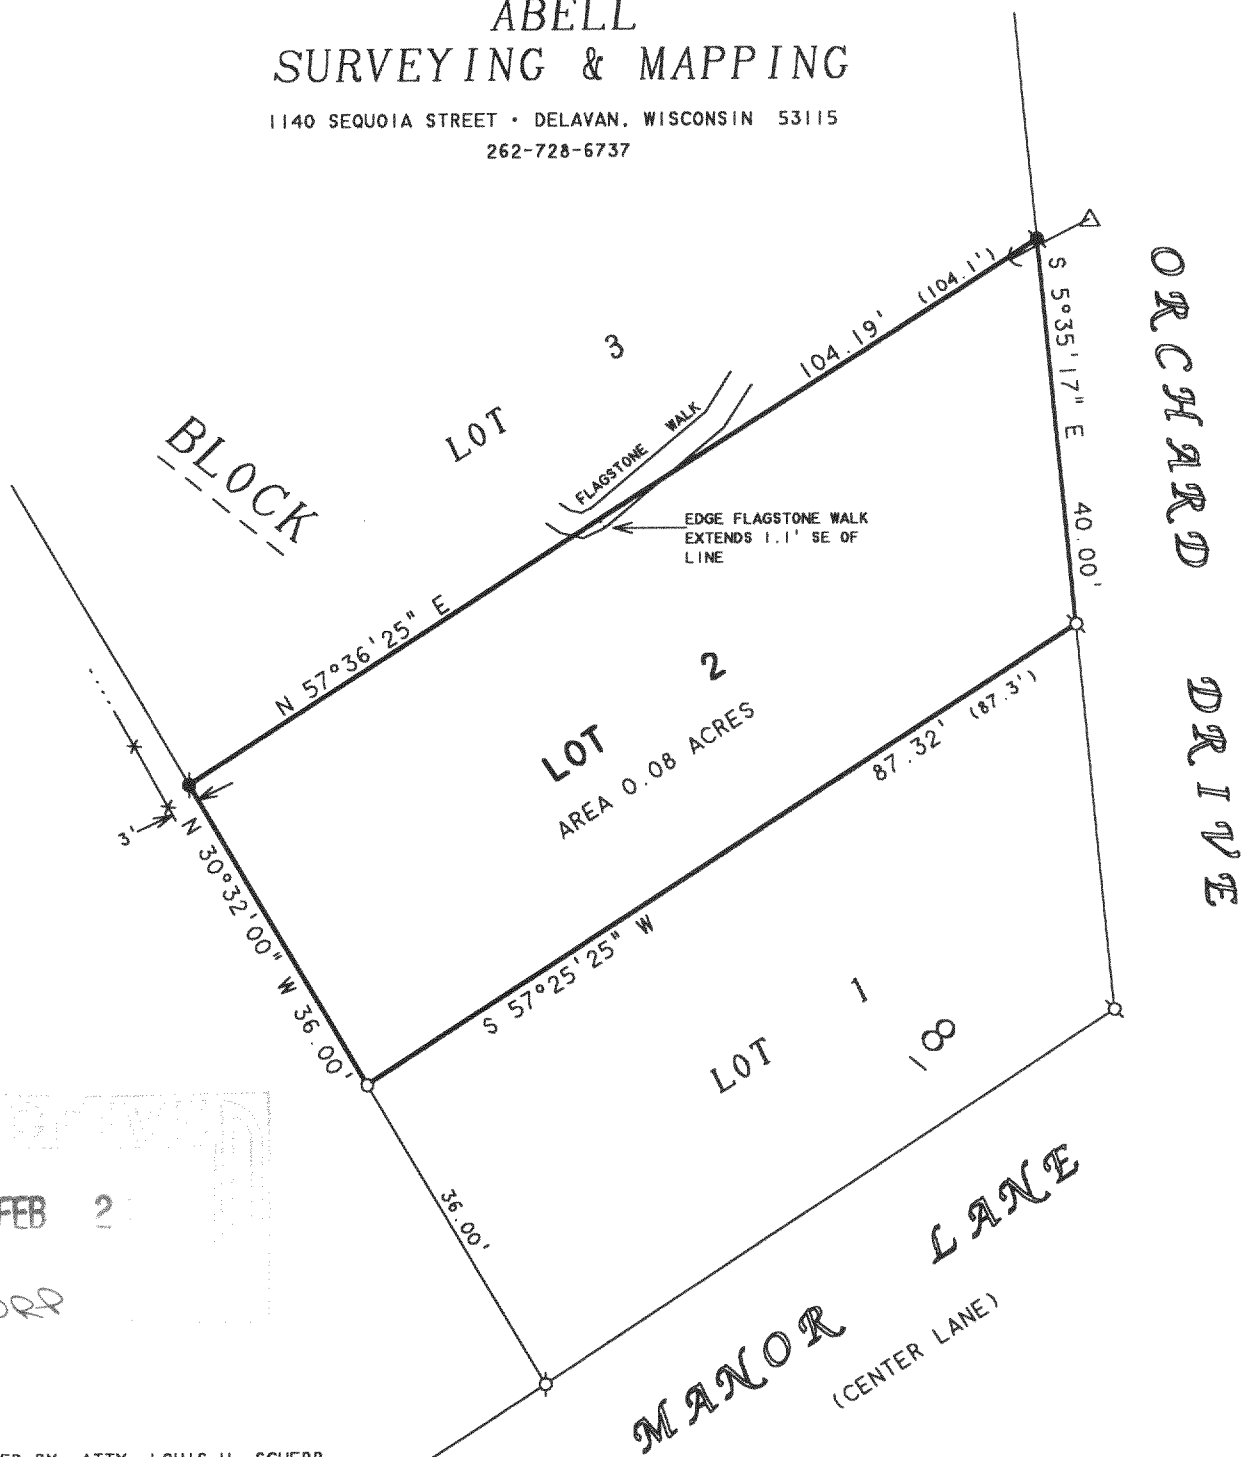 ABELL
SURVEYING & MAPPING
1140 SEQUOIA STREET • DELAVAN, WISCONSIN 53115
262-728-6737
ORCHARD DRIVE
S 5°35'17" E 40.00'
104.19' (104.1')
N 57°36'25" E
LOT 3
BLOCK
FLAGSTONE WALK
EDGE FLAGSTONE WALK
EXTENDS 1.1' SE OF
LINE
LOT 2
AREA 0.08 ACRES
87.32' (87.3')
S 57°25'25" W
3'
N 30°32'00" W 36.00'
LOT 1
18
36.00'
FEB 2
MANOR LANE
(CENTER LANE)